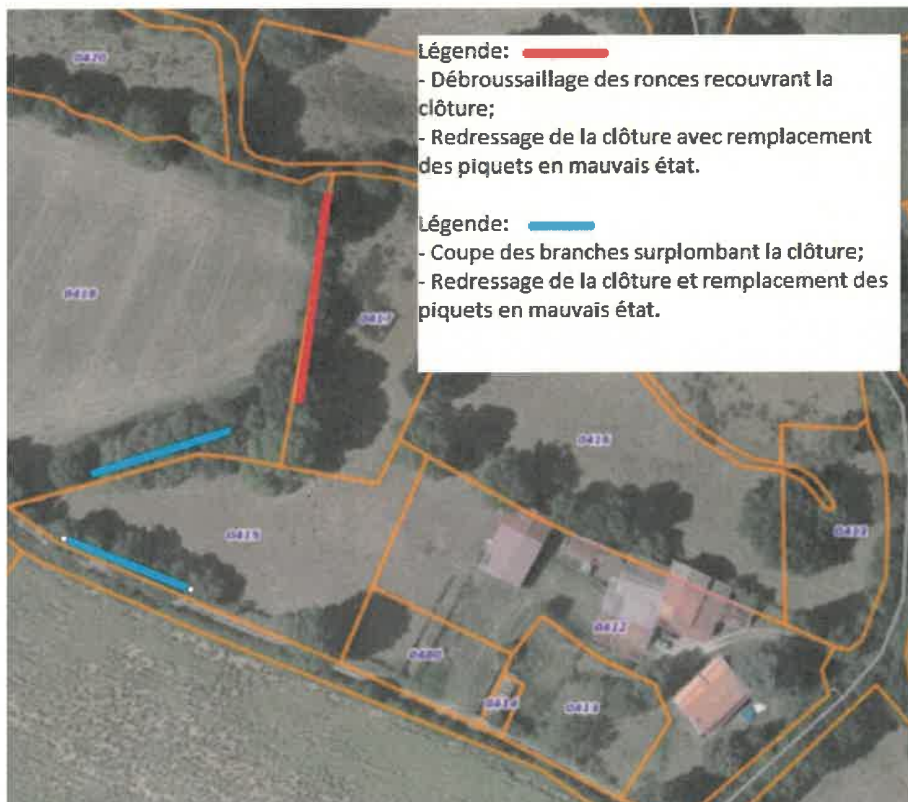 Légende:
- Débroussaillage des ronces recouvrant la
clôture;
- Redressage de la clôture avec remplacement
des piquets en mauvais état.
Légende:
- Coupe des branches surplombant la clôture;
- Redressage de la clôture et remplacement des
piquets en mauvais état.
0420
0418
0417
0416
0419
0412
0480
0414